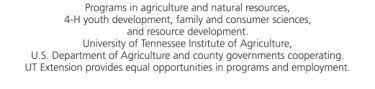 Programs in agriculture and natural resources,
4-H youth development, family and consumer sciences,
and resource development.
University of Tennessee Institute of Agriculture,
U.S. Department of Agriculture and county governments cooperating.
UT Extension provides equal opportunities in programs and employment.